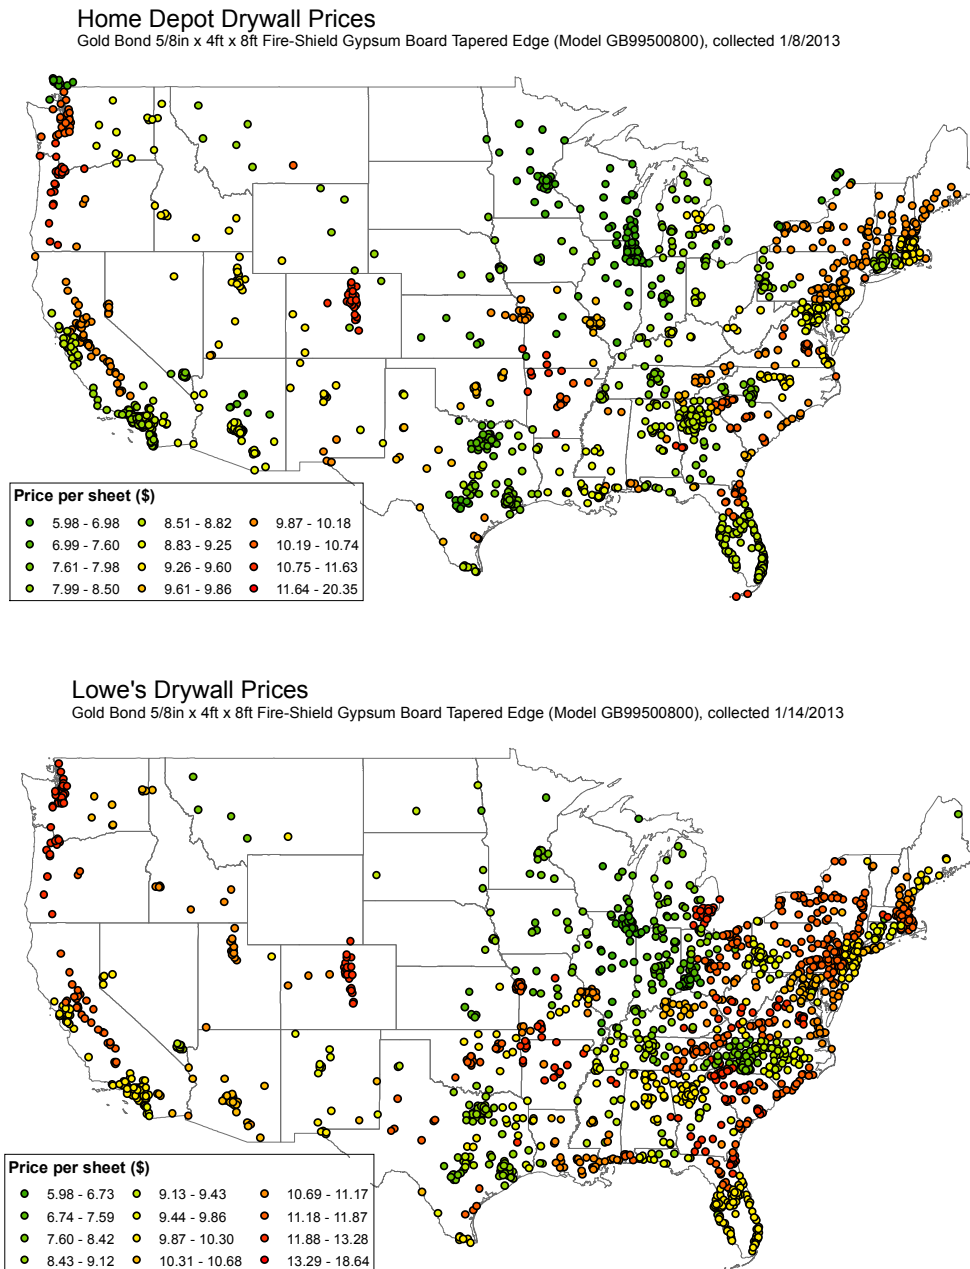 Home Depot Drywall Prices
Gold Bond 5/8in x 4ft x 8ft Fire-Shield Gypsum Board Tapered Edge (Model GB99500800), collected 1/8/2013
Price per sheet ($)
5.98 - 6.98 8.51 - 8.82 9.87 - 10.18
6.99 - 7.60 8.83 - 9.25 10.19 - 10.74
7.61 - 7.98 9.26 - 9.60 10.75 - 11.63
7.99 - 8.50 9.61 - 9.86 11.64 - 20.35
Lowe's Drywall Prices
Gold Bond 5/8in x 4ft x 8ft Fire-Shield Gypsum Board Tapered Edge (Model GB99500800), collected 1/14/2013
Price per sheet ($)
5.98 - 6.73 9.13 - 9.43 10.69 - 11.17
6.74 - 7.59 9.44 - 9.86 11.18 - 11.87
7.60 - 8.42 9.87 - 10.30 11.88 - 13.28
8.43 - 9.12 10.31 - 10.68 13.29 - 18.64